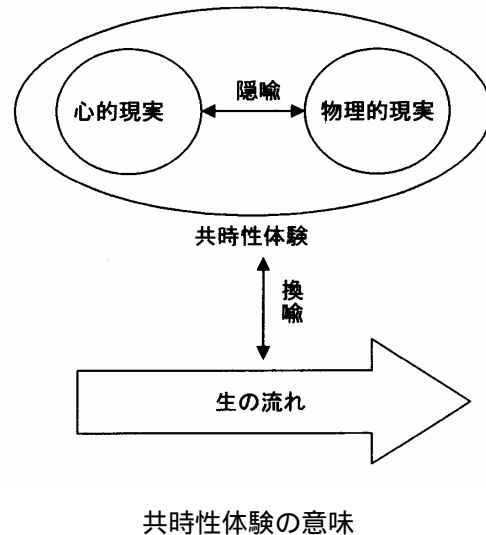 隠喩
心的現実
物理的現実
共時性体験
換
喩
生の流れ
共時性体験の意味